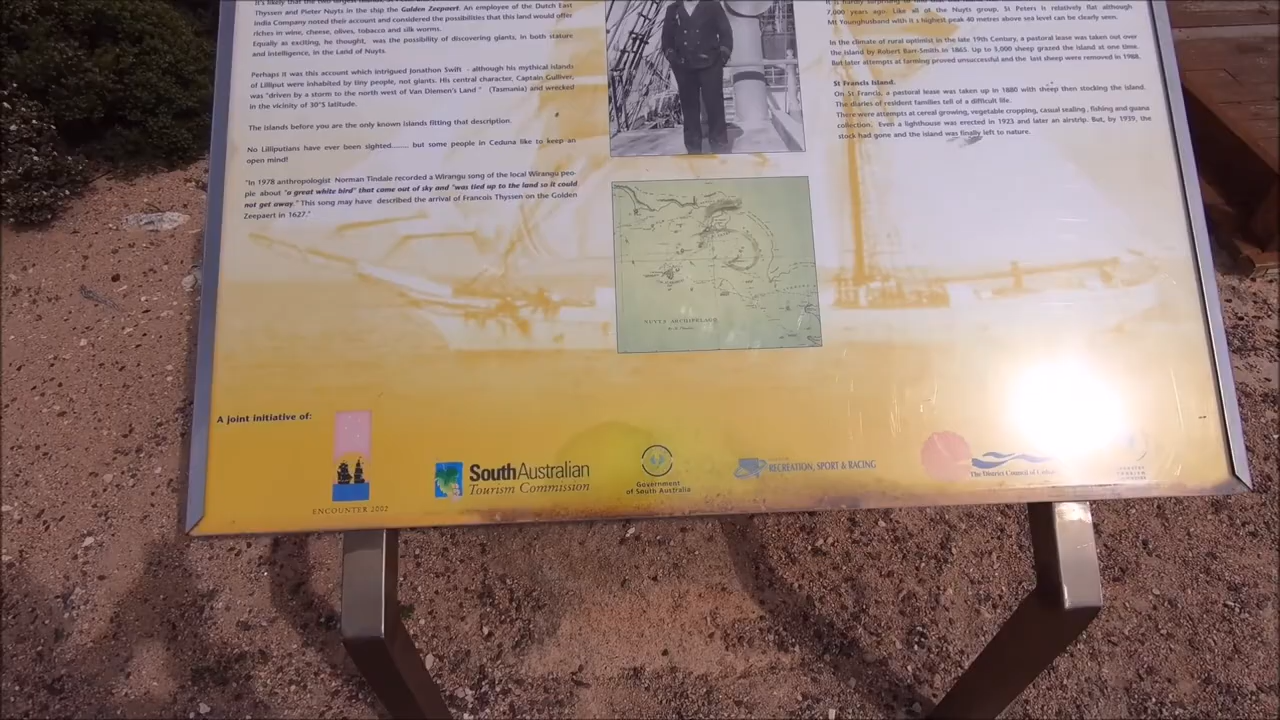 It's likely that the two largest islands,
Thyssen and Pieter Nuyts in the ship the Golden Zeepaert. An employee of the Dutch East
India Company noted their account and considered the possibilities that this land would offer
riches in wine, cheese, olives, tobacco and silk worms.
Equally as exciting, he thought, was the possibility of discovering giants, in both stature
and intelligence, in the Land of Nuyts.
Perhaps it was this account which intrigued Jonathon Swift - although his mythical islands
of Lilliput were inhabited by tiny people, not giants. His central character, Captain Gulliver,
was "driven by a storm to the north west of Van Diemen's Land " (Tasmania) and wrecked
in the vicinity of 30°S latitude.
The islands before you are the only known islands fitting that description.
No Lilliputians have ever been sighted...... but some people in Ceduna like to keep an
open mind!
"In 1978 anthropologist Norman Tindale recorded a Wirangu song of the local Wirangu peo-
ple about "a great white bird" that came out of sky and "was tied up to the land so it could
not get away." This song may have described the arrival of Francois Thyssen on the Golden
Zeepaert in 1627."
NUYTS ARCHIPELAGO
7,000 years ago. Like all of the Nuyts group, St Peters is relatively flat although
Mt Younghusband with it s highest peak 40 metres above sea level can be clearly seen.
In the climate of rural optimist in the late 19th Century, a pastoral lease was taken out over
the island by Robert Barr-Smith in 1865. Up to 3,000 sheep grazed the island at one time.
But later attempts at farming proved unsuccessful and the last sheep were removed in 1988.
St Francis Island.
On St Francis, a pastoral lease was taken up in 1880 with sheep then stocking the island.
The diaries of resident families tell of a difficult life.
There were attempts at cereal growing, vegetable cropping, casual sealing , fishing and guano
collection. Even a lighthouse was erected in 1923 and later an airstrip. But, by 1939, the
stock had gone and the island was finally left to nature.
A joint initiative of:
ENCOUNTER 2002
SouthAustralian
Tourism Commission
Government
of South Australia
RECREATION, SPORT & RACING
The District Council of